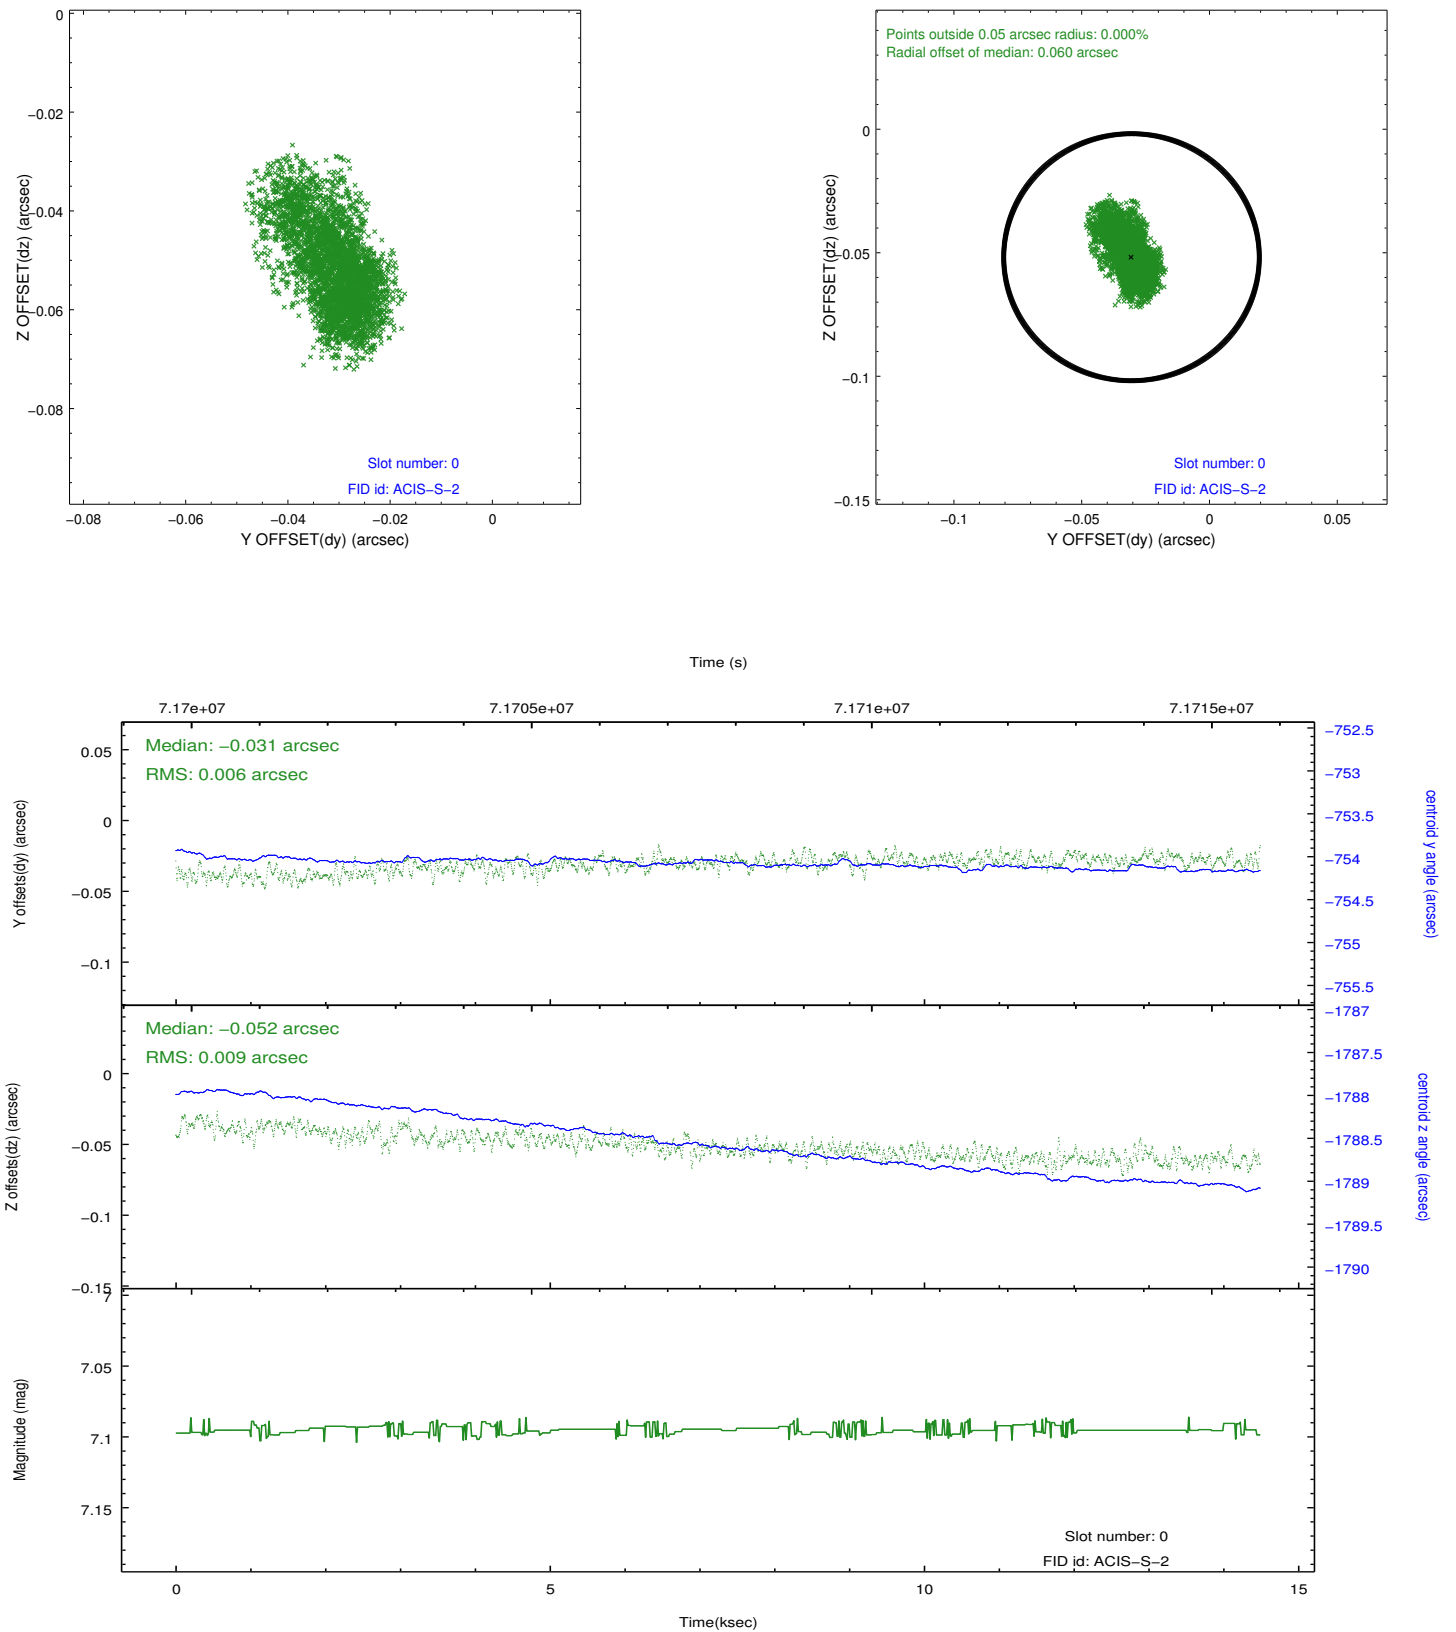 0
−0.02
−0.04
−0.06
−0.08
Z OFFSET(dz) (arcsec)
−0.08
−0.06
−0.04
−0.02
0
Y OFFSET(dy) (arcsec)
Slot number: 0
FID id: ACIS−S−2
Points outside 0.05 arcsec radius: 0.000%
Radial offset of median: 0.060 arcsec
0
−0.05
−0.1
−0.15
Z OFFSET(dz) (arcsec)
Slot number: 0
FID id: ACIS−S−2
−0.1
−0.05
0
0.05
Y OFFSET(dy) (arcsec)
Time (s)
7.17e+07
7.1705e+07
7.171e+07
7.1715e+07
Median: −0.031 arcsec
RMS: 0.006 arcsec
0.05
0
−0.05
−0.1
Y offsets(dy) (arcsec)
−752.5
−753
−753.5
−754
−754.5
−755
−755.5
centroid y angle (arcsec)
Median: −0.052 arcsec
RMS: 0.009 arcsec
0
−0.05
−0.1
−0.15
Z offsets(dz) (arcsec)
−1787
−1787.5
−1788
−1788.5
−1789
−1789.5
−1790
centroid z angle (arcsec)
7
7.05
7.1
7.15
Magnitude (mag)
Slot number: 0
FID id: ACIS−S−2
0
5
10
15
Time(ksec)